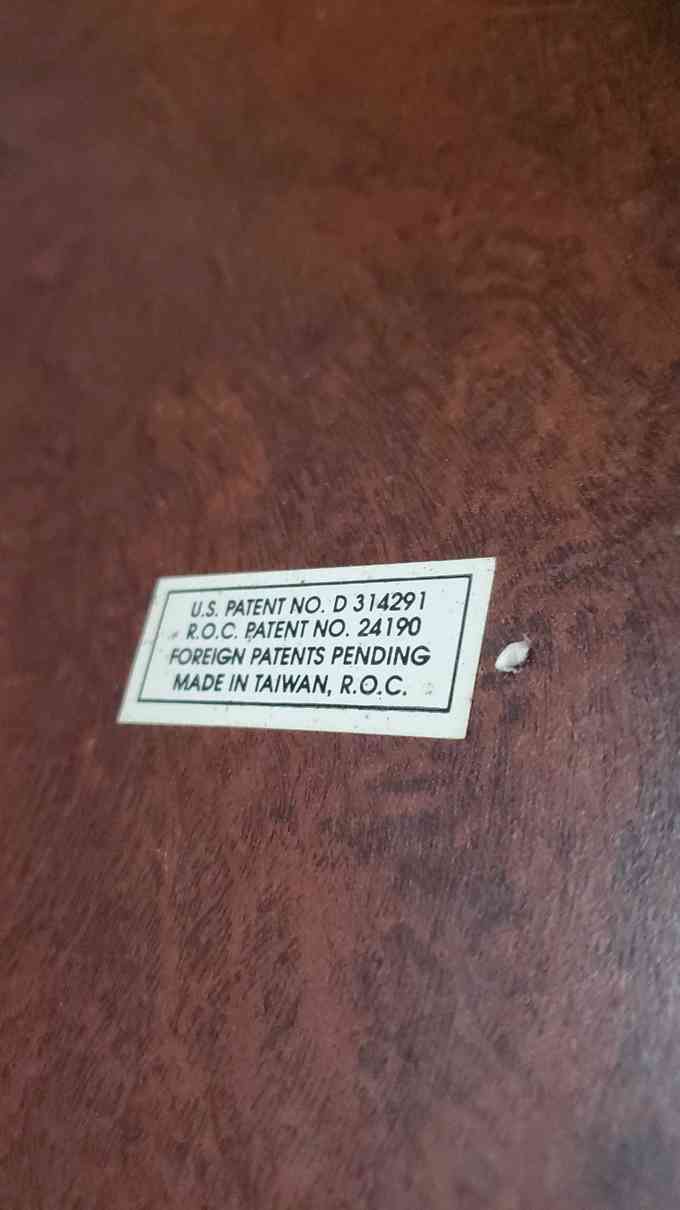 U.S. PATENT NO. D 314291
R.O.C. PATENT NO. 24190
FOREIGN PATENTS PENDING
MADE IN TAIWAN, R.O.C.